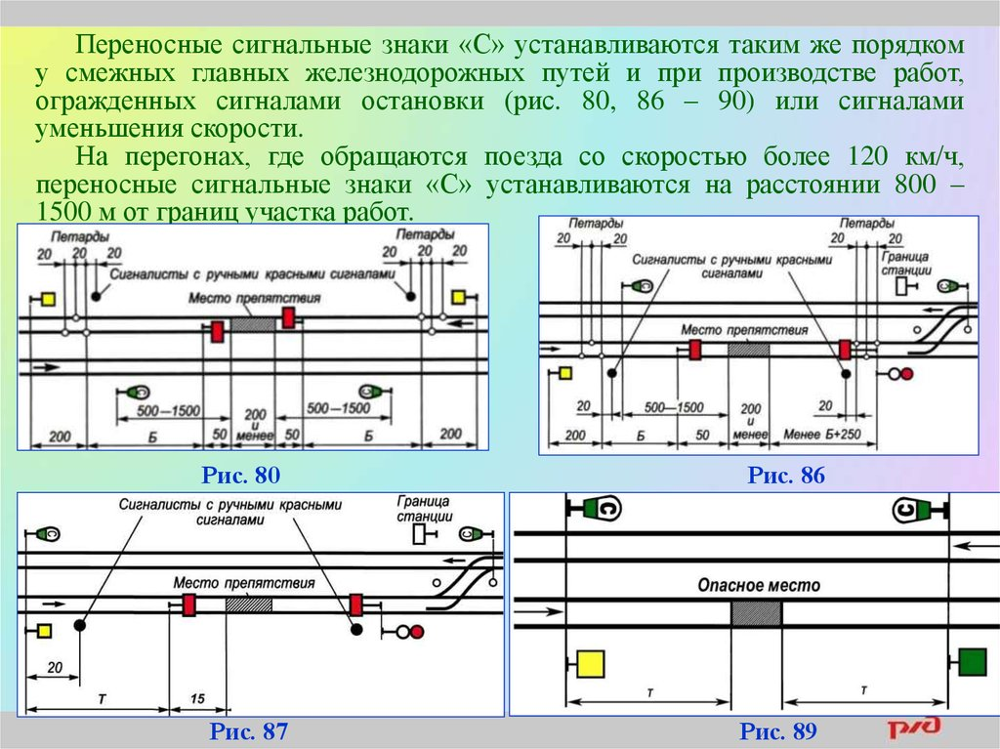 Переносные сигнальные знаки «С» устанавливаются таким же порядком
у смежных главных железнодорожных путей и при производстве работ,
огражденных сигналами остановки (рис. 80, 86 – 90) или сигналами
уменьшения скорости.
На перегонах, где обращаются поезда со скоростью более 120 км/ч,
переносные сигнальные знаки «С» устанавливаются на расстоянии 800 –
1500 м от границ участка работ.
Петарды Петарды
20 20 20 20 20 20
Сигналисты с ручными красными сигналами
Место препятствия
С С
500—1500 200 500—1500
и
200 Б 50 менее 50 Б 200
Рис. 80
Петарды Петарды
20 20 20 20
Сигналисты с ручными красными
сигналами
Граница
станции
С С
Место препятствия
20 500—1500 200 20
и
200 Б 50 менее Менее Б+250
Рис. 86
Сигналисты с ручными красными
сигналами
Граница
станции
С С
Место препятствия
20
Т 15
Рис. 87
С С
Опасное место
Т Т
Рис. 89
РЖД